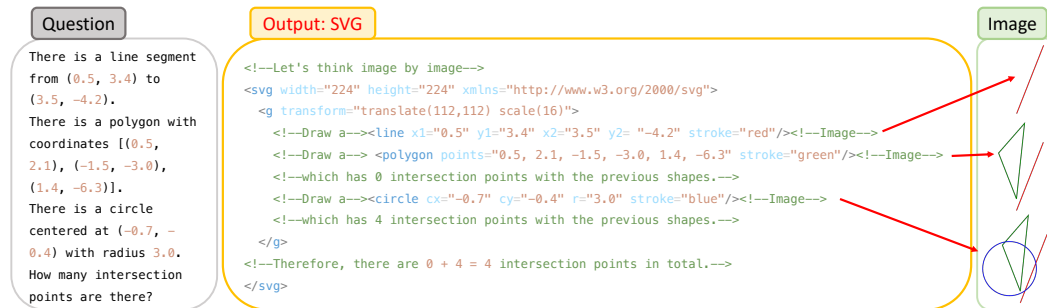 Question
There is a line segment
from (0.5, 3.4) to
(3.5, -4.2).
There is a polygon with
coordinates [(0.5,
2.1), (-1.5, -3.0),
(1.4, -6.3)].
There is a circle
centered at (-0.7, -
0.4) with radius 3.0.
How many intersection
points are there?
Output: SVG
<!--Let's think image by image-->
<svg width="224" height="224" xmlns="http://www.w3.org/2000/svg">
<g transform="translate(112,112) scale(16)">
<!--Draw a--><line x1="0.5" y1="3.4" x2="3.5" y2= "-4.2" stroke="red"/><!--Image-->
<!--Draw a--> <polygon points="0.5, 2.1, -1.5, -3.0, 1.4, -6.3" stroke="green"/><!--Image-->
<!--which has 0 intersection points with the previous shapes.-->
<!--Draw a--><circle cx="-0.7" cy="-0.4" r="3.0" stroke="blue"/><!--Image-->
<!--which has 4 intersection points with the previous shapes.-->
</g>
<!--Therefore, there are 0 + 4 = 4 intersection points in total.-->
</svg>
Image